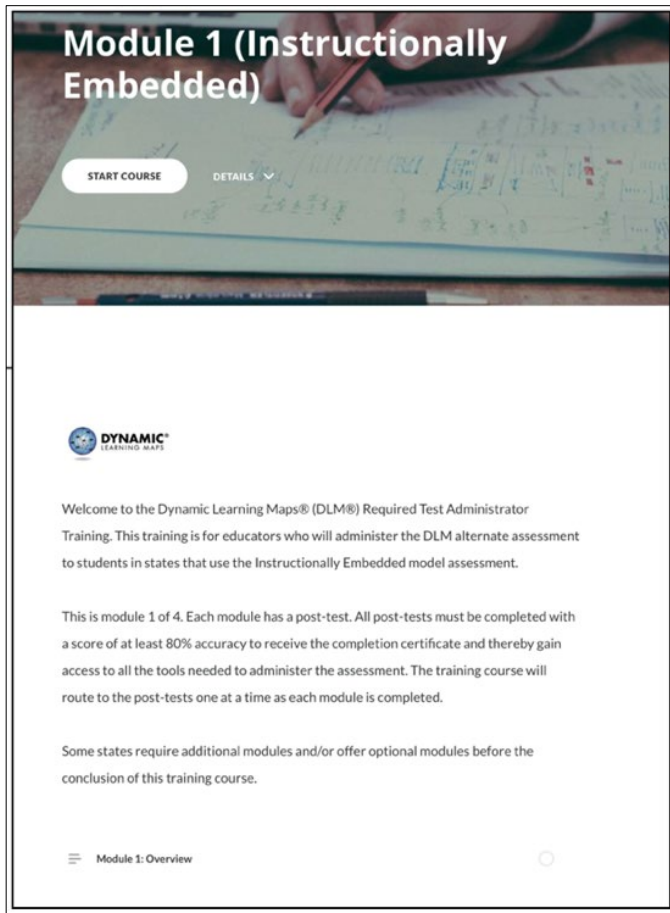 Module 1 (Instructionally
Embedded)
START COURSE
DETAILS
DYNAMIC®
LEARNING MAPS
Welcome to the Dynamic Learning Maps® (DLM®) Required Test Administrator
Training. This training is for educators who will administer the DLM alternate assessment
to students in states that use the Instructionally Embedded model assessment.
This is module 1 of 4. Each module has a post-test. All post-tests must be completed with
a score of at least 80% accuracy to receive the completion certificate and thereby gain
access to all the tools needed to administer the assessment. The training course will
route to the post-tests one at a time as each module is completed.
Some states require additional modules and/or offer optional modules before the
conclusion of this training course.
Module 1: Overview